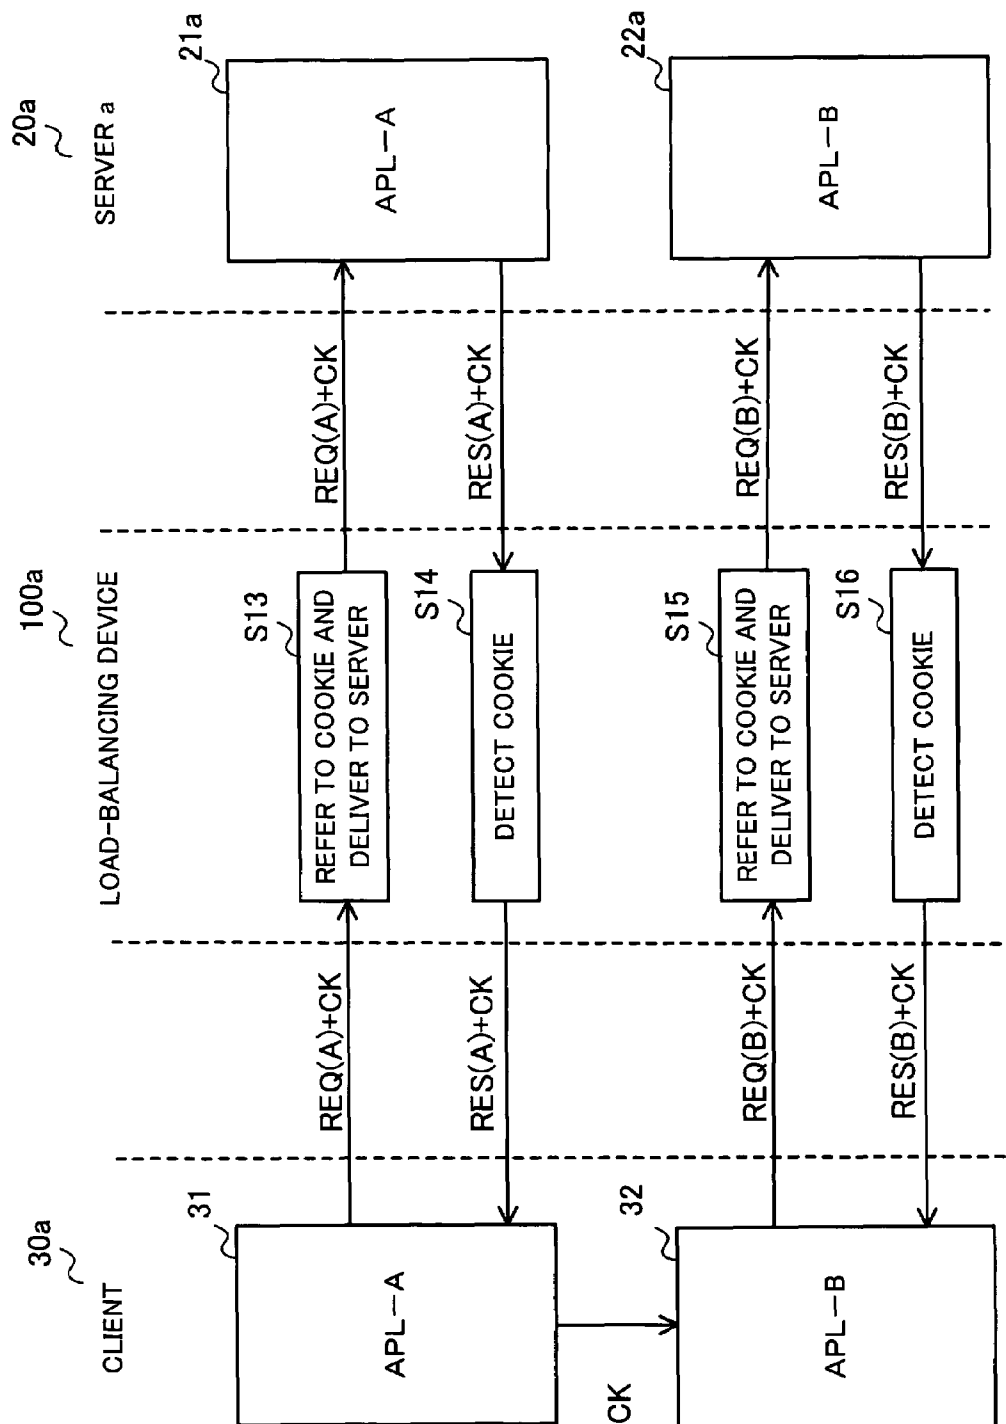 30a
CLIENT
100a
LOAD-BALANCING DEVICE
20a
SERVER a
31
APL-A
REQ(A)+CK
S13
REFER TO COOKIE AND
DELIVER TO SERVER
REQ(A)+CK
21a
APL-A
RES(A)+CK
S14
DETECT COOKIE
RES(A)+CK
CK
32
APL-B
REQ(B)+CK
S15
REFER TO COOKIE AND
DELIVER TO SERVER
REQ(B)+CK
22a
APL-B
RES(B)+CK
S16
DETECT COOKIE
RES(B)+CK